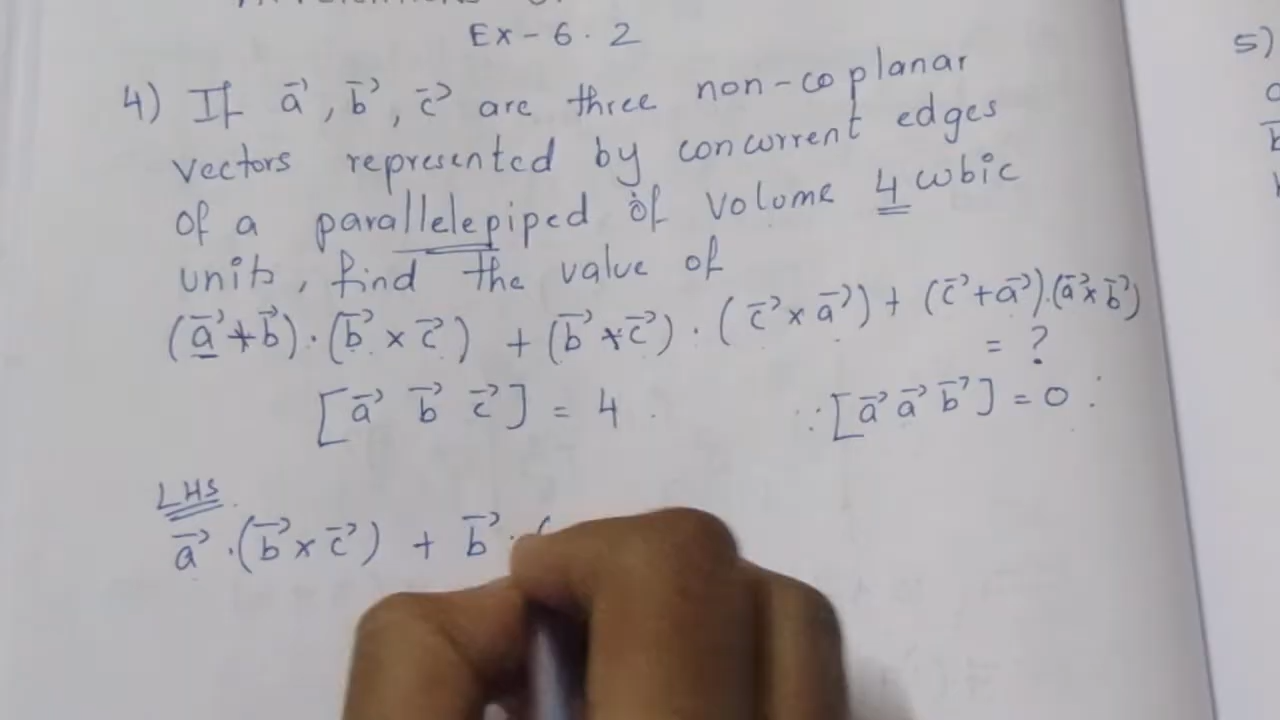 Ex - 6.2
4) If a⃗, b⃗, c⃗ are three non-coplanar
vectors represented by concurrent edges
of a parallelepiped of volume 4 cubic
units, find the value of
(a⃗+b⃗)·(b⃗×c⃗) + (b⃗+c⃗)·(c⃗×a⃗) + (c⃗+a⃗)·(a⃗×b⃗)
= ?
[a⃗ b⃗ c⃗] = 4 ∵ [a⃗ a⃗ b⃗] = 0
LHS
a⃗·(b⃗×c⃗) + b⃗·(
5)